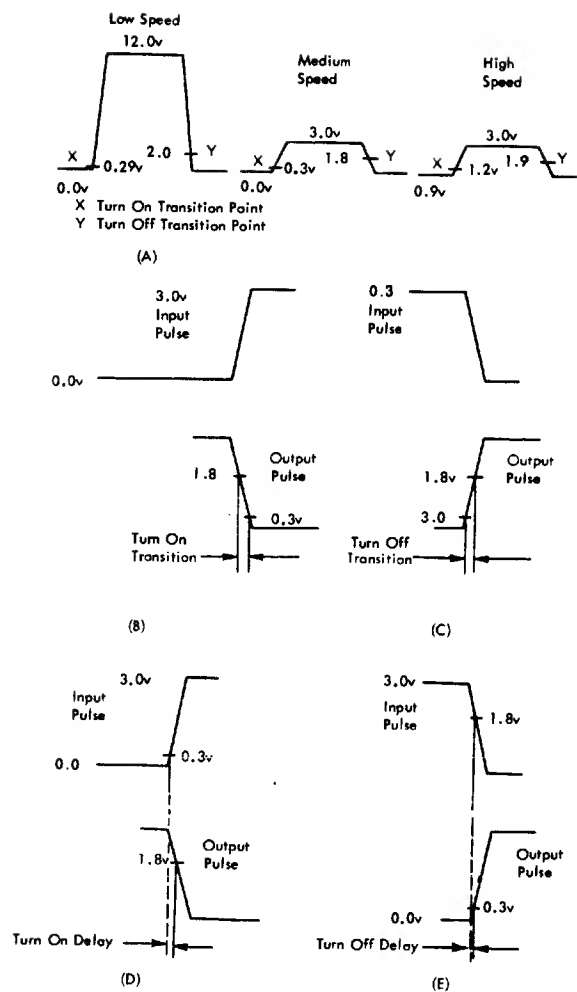 Low Speed
12.0v
Medium
Speed
High
Speed
3.0v
3.0v
X
0.29v
2.0
Y
X
0.3v
1.8
Y
X
1.2v
1.9
Y
0.0v
0.0v
0.9v
X Turn On Transition Point
Y Turn Off Transition Point
(A)
3.0v
Input
Pulse
0.0v
1.8
Output
Pulse
0.3v
Turn On
Transition
(B)
0.3
Input
Pulse
1.8v
Output
Pulse
3.0
Turn Off
Transition
(C)
3.0v
Input
Pulse
0.0
0.3v
1.8v
Output
Pulse
Turn On Delay
(D)
3.0v
Input
Pulse
1.8v
Output
Pulse
0.3v
0.0v
Turn Off Delay
(E)